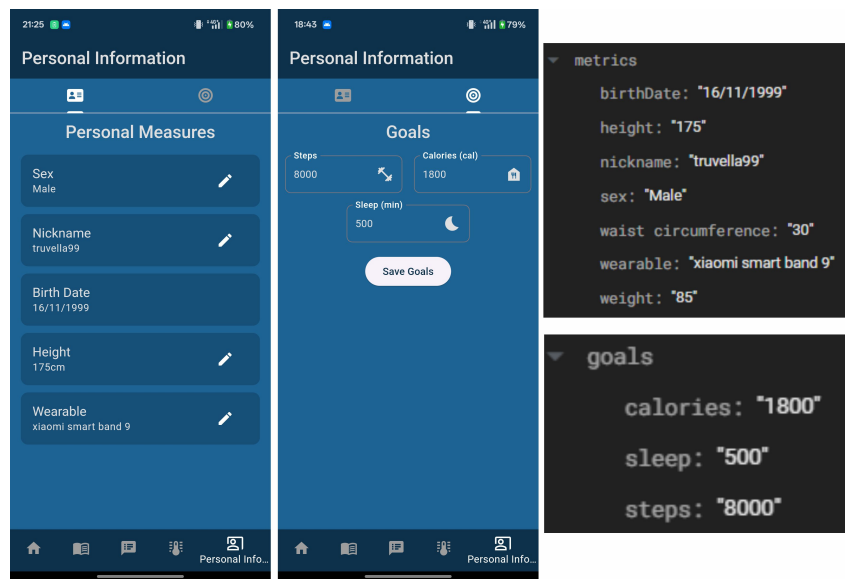 21:25
80%
Personal Information
Personal Measures
Sex
Male
Nickname
truvella99
Birth Date
16/11/1999
Height
175cm
Wearable
xiaomi smart band 9
Personal Info...
18:43
79%
Personal Information
Goals
Steps
8000
Calories (cal)
1800
Sleep (min)
500
Save Goals
Personal Info...
metrics
birthDate: "16/11/1999"
height: "175"
nickname: "truvella99"
sex: "Male"
waist circumference: "30"
wearable: "xiaomi smart band 9"
weight: "85"
goals
calories: "1800"
sleep: "500"
steps: "8000"